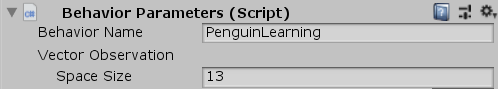 Behavior Parameters (Script)
Behavior Name PenguinLearning
Vector Observation
Space Size 13